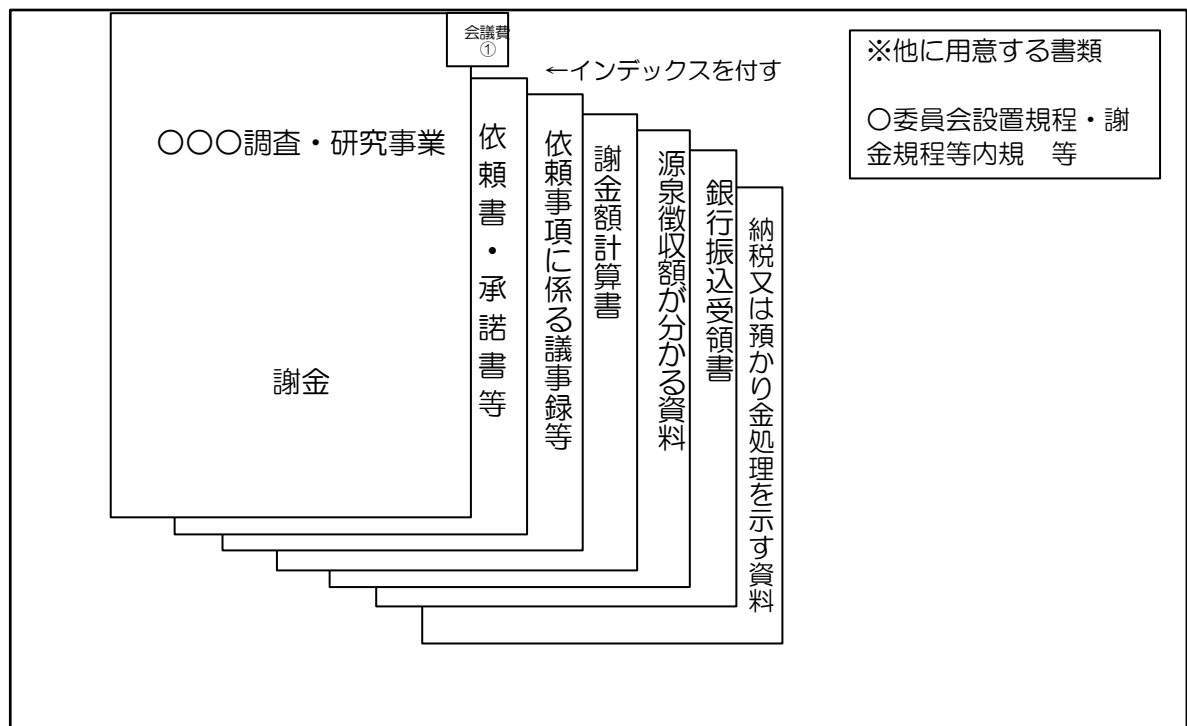 会議費
①
←インデックスを付す
〇〇〇調査・研究事業
謝金
依頼書・承諾書等
依頼事項に係る議事録等
謝金額計算書
源泉徴収額が分かる資料
銀行振込受領書
納税又は預かり金処理を示す資料
※他に用意する書類
〇委員会設置規程・謝
金規程等内規　等